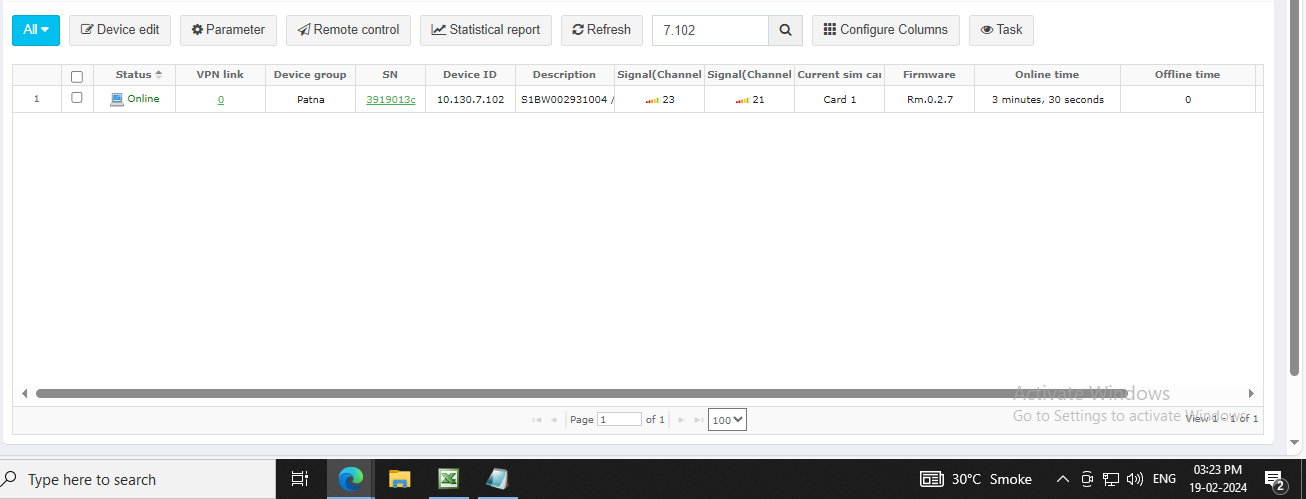 All Device edit Parameter Remote control Statistical report Refresh 7.102 Configure Columns Task
Status VPN link Device group SN Device ID Description Signal(Channel Signal(Channel Current sim car Firmware Online time Offline time
1 Online 0 Patna 3919013c 10.130.7.102 S1BW002931004 / 23 21 Card 1 Rm.0.2.7 3 minutes, 30 seconds 0
Activate Windows
Go to Settings to activate Windows.
Page 1 of 1 100 View 1 - 1 of 1
Type here to search 30°C Smoke ENG 03:23 PM
19-02-2024 2